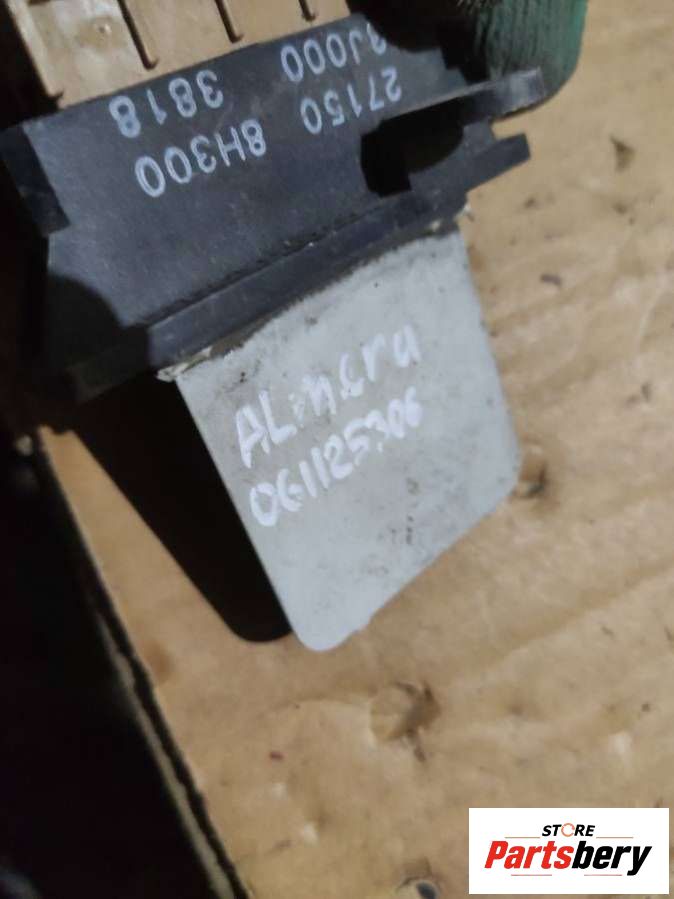 27150 8H300
3J000 3818
ALMera
061125306
STORE
Partsbery